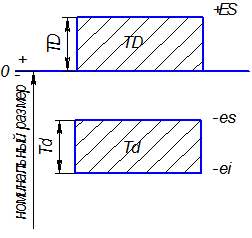 +ES
TD
TD
+
0
-
-es
Td
Td
-ei
номинальный размер